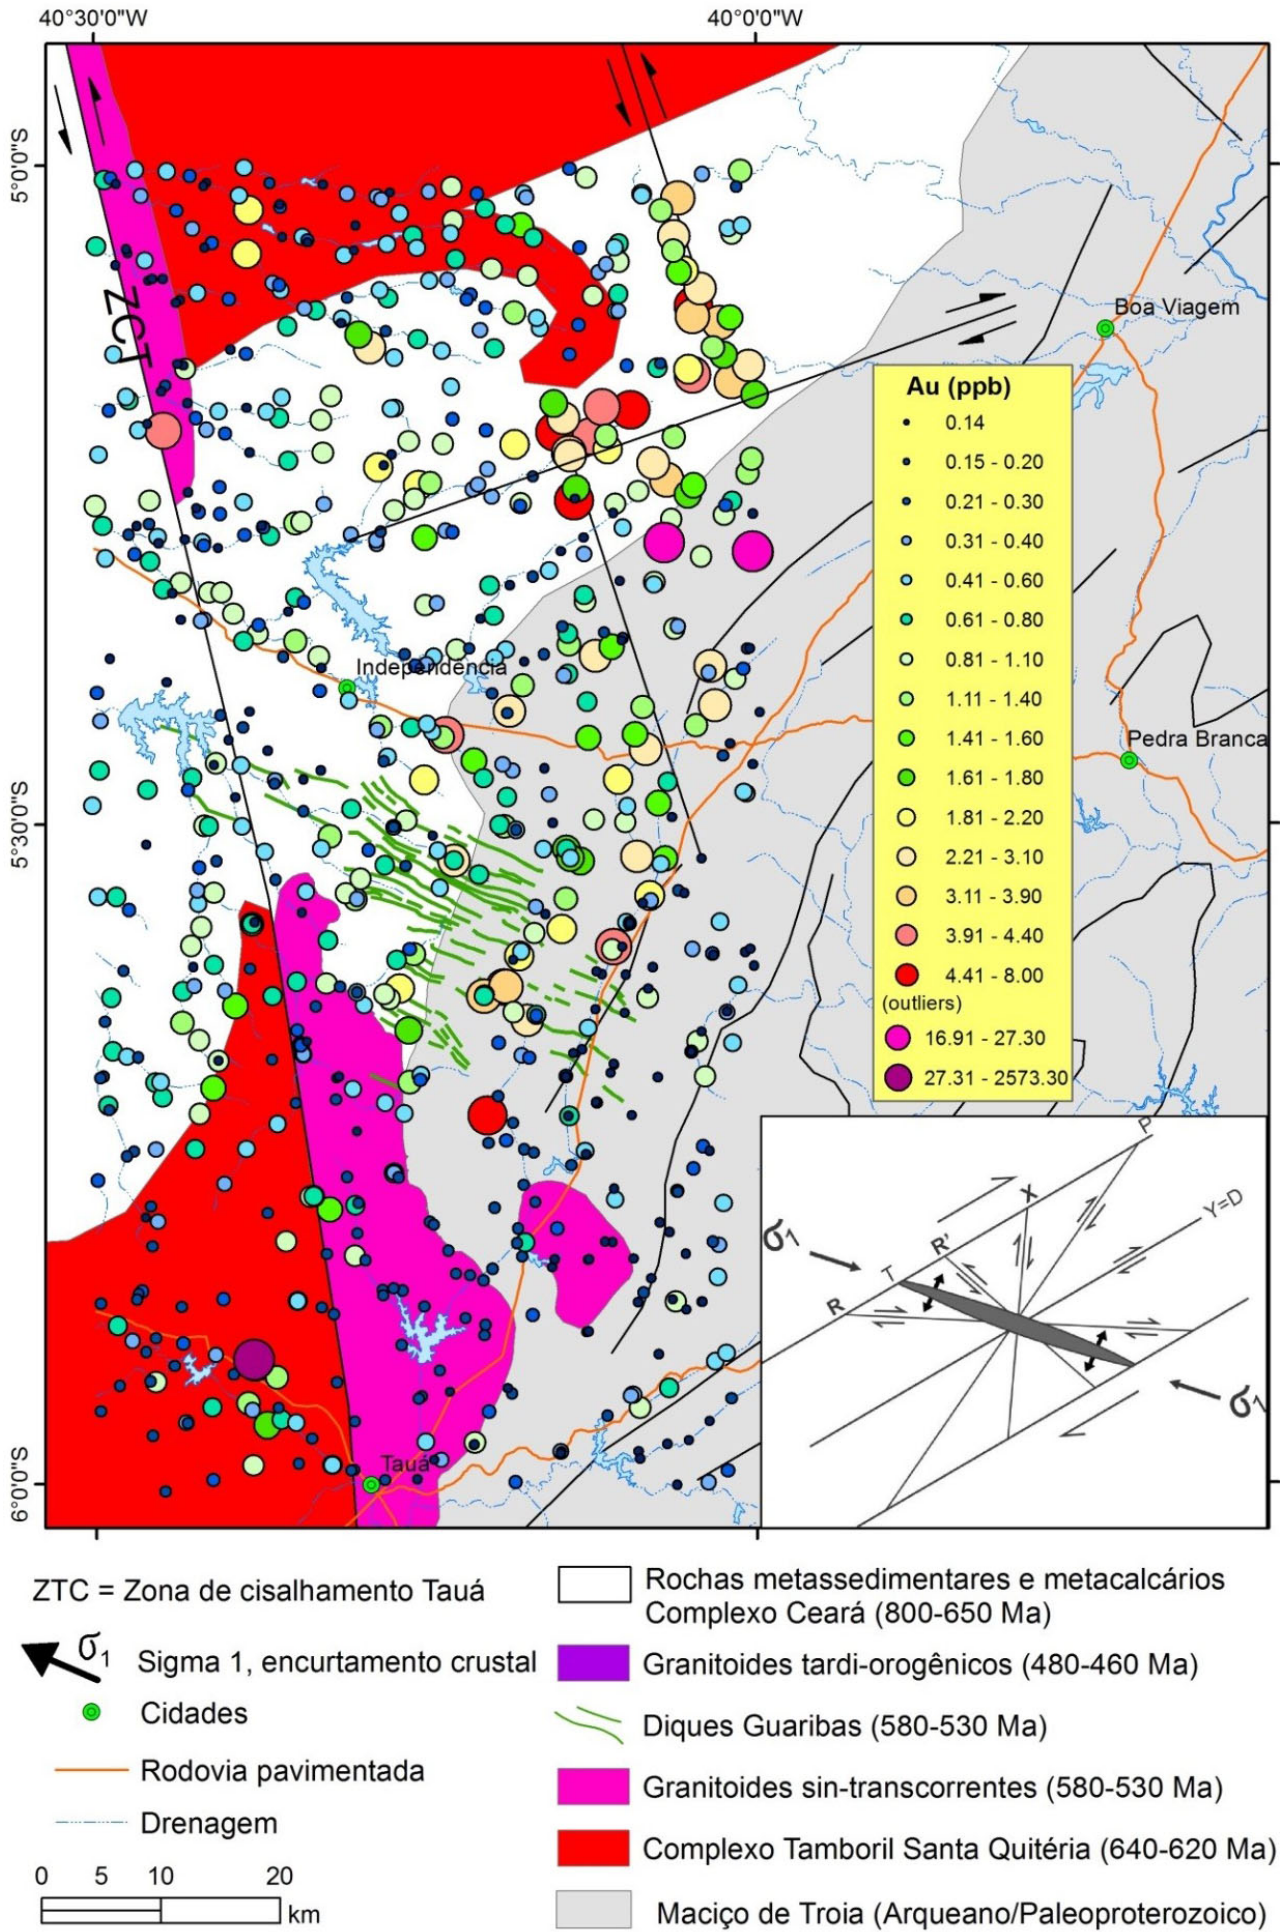 40°30'0"W
40°0'0"W
5°0'0"S
ZCT
Boa Viagem
Au (ppb)
0.14
0.15 - 0.20
0.21 - 0.30
0.31 - 0.40
0.41 - 0.60
0.61 - 0.80
0.81 - 1.10
1.11 - 1.40
1.41 - 1.60
1.61 - 1.80
1.81 - 2.20
2.21 - 3.10
3.11 - 3.90
3.91 - 4.40
4.41 - 8.00
(outliers)
16.91 - 27.30
27.31 - 2573.30
Independência
Pedra Branca
5°30'0"S
P
X
Y=D
R'
σ1
T
R
σ1
Tauá
6°0'0"S
ZTC = Zona de cisalhamento Tauá
σ1 Sigma 1, encurtamento crustal
Cidades
Rodovia pavimentada
Drenagem
0 5 10 20
km
Rochas metassedimentares e metacalcários
Complexo Ceará (800-650 Ma)
Granitoides tardi-orogênicos (480-460 Ma)
Diques Guaribas (580-530 Ma)
Granitoides sin-transcorrentes (580-530 Ma)
Complexo Tamboril Santa Quitéria (640-620 Ma)
Maciço de Troia (Arqueano/Paleoproterozoico)